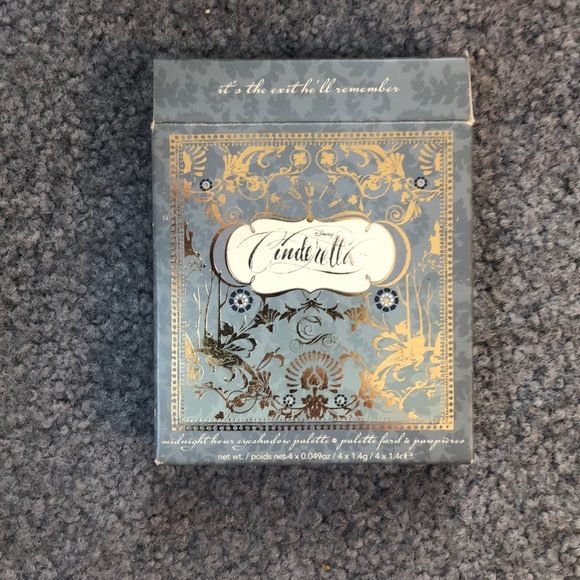 it's the exit he'll remember
Disney
Cinderella
midnight hour eyeshadow palette • palette fard à paupières
net wt. / poids net 4 x 0.049oz / 4 x 1.4g / 4 x 1.4г ℮